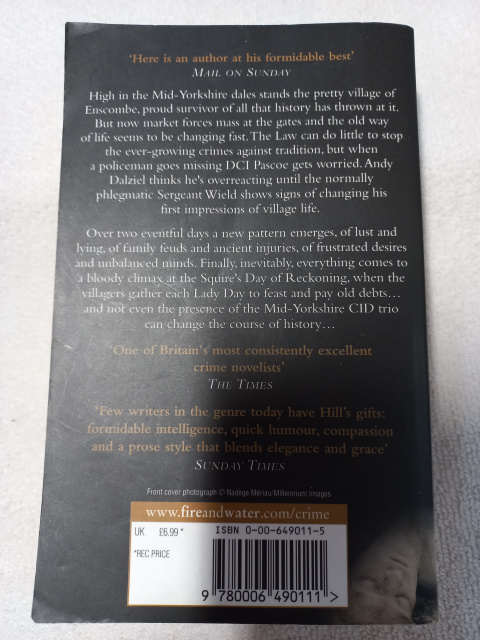 ‘Here is an author at his formidable best’
MAIL ON SUNDAY
High in the Mid-Yorkshire dales stands the pretty village of
Enscombe, proud survivor of all that history has thrown at it.
But now market forces mass at the gates and the old way
of life seems to be changing fast. The Law can do little to stop
the ever-growing crimes against tradition, but when
a policeman goes missing DCI Pascoe gets worried. Andy
Dalziel thinks he's overreacting until the normally
phlegmatic Sergeant Wield shows signs of changing his
first impressions of village life.
Over two eventful days a new pattern emerges, of lust and
lying, of family feuds and ancient injuries, of frustrated desires
and unbalanced minds. Finally, inevitably, everything comes to
a bloody climax at the Squire's Day of Reckoning, when the
villagers gather each Lady Day to feast and pay old debts...
and not even the presence of the Mid-Yorkshire CID trio
can change the course of history...
‘One of Britain's most consistently excellent
crime novelists’
THE TIMES
‘Few writers in the genre today have Hill's gifts:
formidable intelligence, quick humour, compassion
and a prose style that blends elegance and grace’
SUNDAY TIMES
Front cover photograph © Nadège Mériau/Millennium Images
www.fireandwater.com/crime
UK £6.99*
*REC PRICE
ISBN 0-00-649011-5
9 780006 490111 >